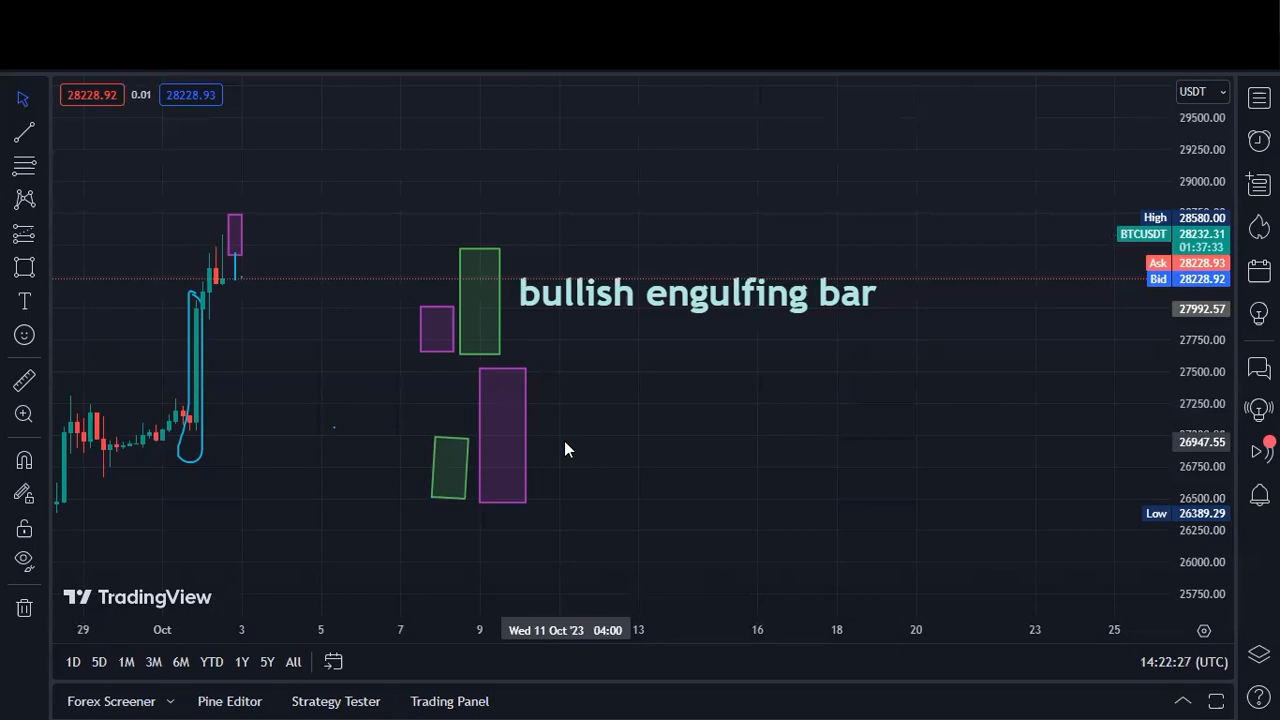 28228.92 0.01 28228.93
USDT
29500.00
29250.00
29000.00
High 28580.00
BTCUSDT 28232.31
01:37:33
Ask 28228.93
Bid 28228.92
bullish engulfing bar
27992.57
27750.00
27500.00
27250.00
26947.55
26750.00
26500.00
Low 26389.29
26250.00
26000.00
25750.00
TradingView
29 Oct 3 5 7 9 Wed 11 Oct '23 04:00 13 16 18 20 23 25
1D 5D 1M 3M 6M YTD 1Y 5Y All 14:22:27 (UTC)
Forex Screener Pine Editor Strategy Tester Trading Panel